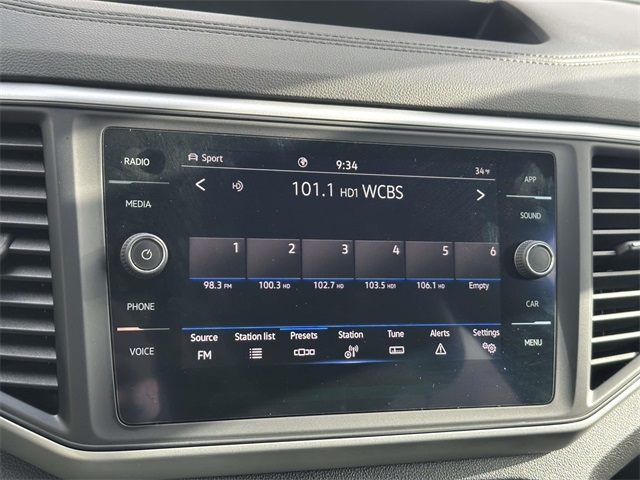 RADIO
MEDIA
PHONE
VOICE
Sport
9:34
34°F
101.1 HD1 WCBS
1 2 3 4 5 6
98.3 FM 100.3 HD 102.7 HD 103.5 HD1 106.1 HD Empty
Source Station list Presets Station Tune Alerts Settings
FM
APP
SOUND
CAR
MENU